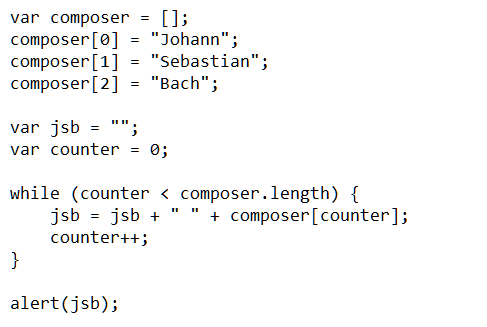 var composer = [];
composer[0] = "Johann";
composer[1] = "Sebastian";
composer[2] = "Bach";

var jsb = "";
var counter = 0;

while (counter < composer.length) {
    jsb = jsb + " " + composer[counter];
    counter++;
}

alert(jsb);